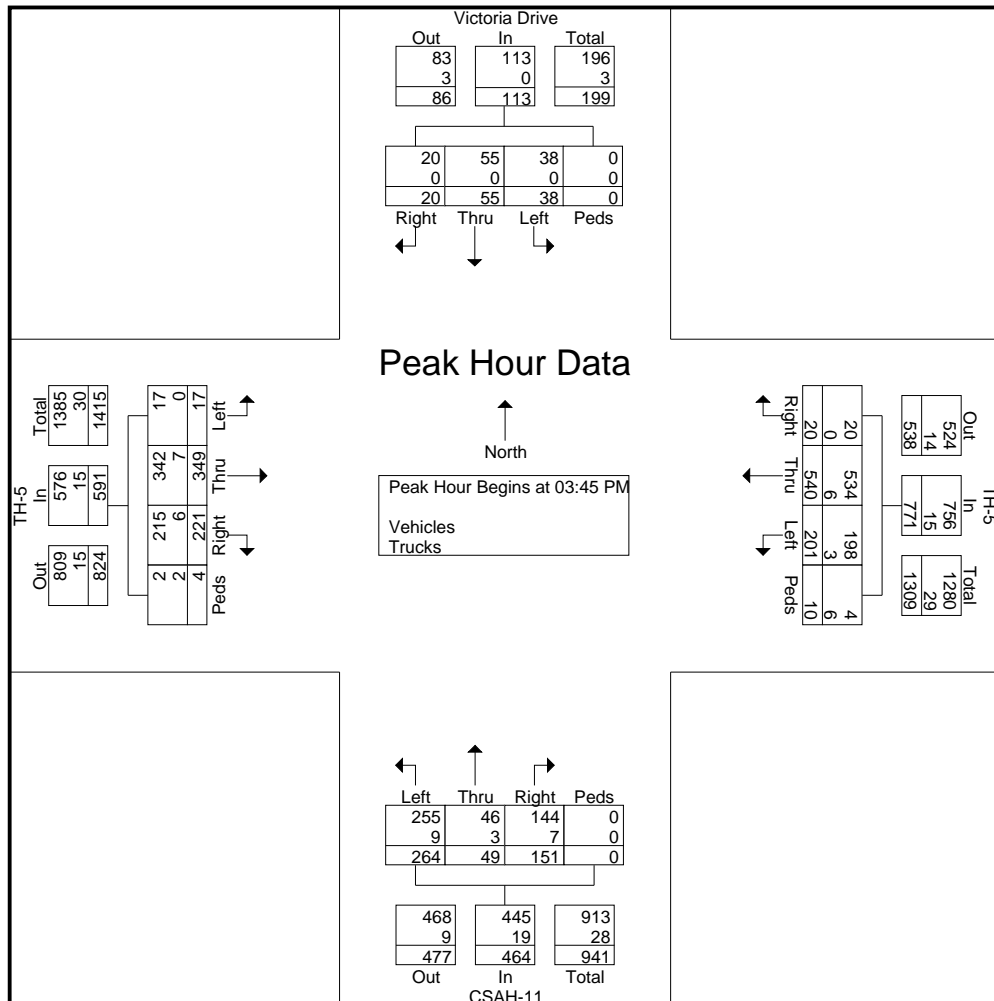 Victoria Drive
Out In Total
83 113 196
3 0 3
86 113 199
20 55 38 0
0 0 0 0
20 55 38 0
Right Thru Left Peds
Peak Hour Data
North
Peak Hour Begins at 03:45 PM
Vehicles
Trucks
TH-5
Total In Out
1385 576 809
30 15 15
1415 591 824
Left Thru Right Peds
17 342 215 2
0 7 6 2
17 349 221 4
TH-5
Out In Total
524 756 1280
14 15 29
538 771 1309
Right Thru Left Peds
20 534 198 4
0 6 3 6
20 540 201 10
Left Thru Right Peds
255 46 144 0
9 3 7 0
264 49 151 0
468 445 913
9 19 28
477 464 941
Out In Total
CSAH-11